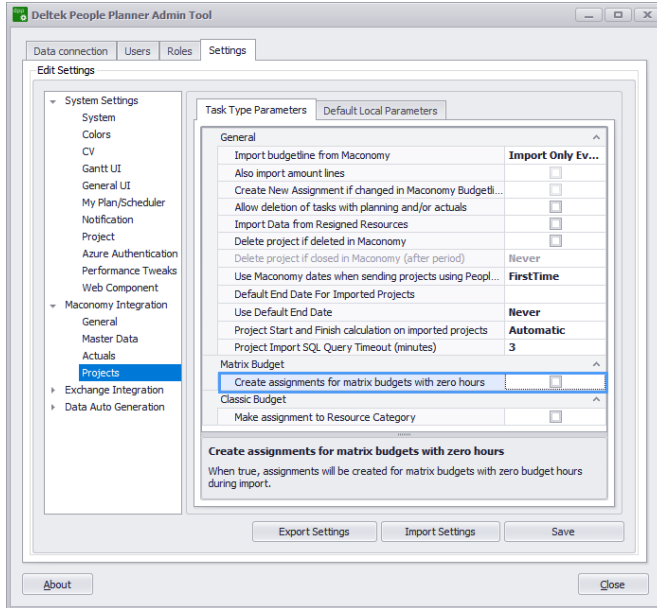 Deltek People Planner Admin Tool
Data connection Users Roles Settings
Edit Settings
System Settings
System
Colors
CV
Gantt UI
General UI
My Plan/Scheduler
Notification
Project
Azure Authentication
Performance Tweaks
Web Component
Maconomy Integration
General
Master Data
Actuals
Projects
Exchange Integration
Data Auto Generation
Task Type Parameters Default Local Parameters
General
Import budgetline from Maconomy Import Only Ev...
Also import amount lines
Create New Assignment if changed in Maconomy Budgetli...
Allow deletion of tasks with planning and/or actuals
Import Data from Resigned Resources
Delete project if deleted in Maconomy
Delete project if closed in Maconomy (after period) Never
Use Maconomy dates when sending projects using Peopl... FirstTime
Default End Date For Imported Projects
Use Default End Date Never
Project Start and Finish calculation on imported projects Automatic
Project Import SQL Query Timeout (minutes) 3
Matrix Budget
Create assignments for matrix budgets with zero hours
Classic Budget
Make assignment to Resource Category
Create assignments for matrix budgets with zero hours
When true, assignments will be created for matrix budgets with zero budget hours
during import.
Export Settings Import Settings Save
About Close